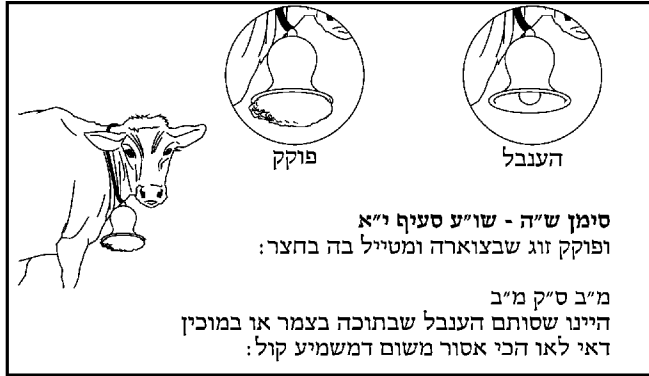 הענבל
פוקק
סימן ש״ה - שו״ע סעיף י״א
ופוקק זוג שבצוארה ומטייל בה בחצר:
מ״ב ס״ק מ״ב
היינו שסותם הענבל שבתוכה בצמר או במוכין
דאי לאו הכי אסור משום דמשמיע קול: